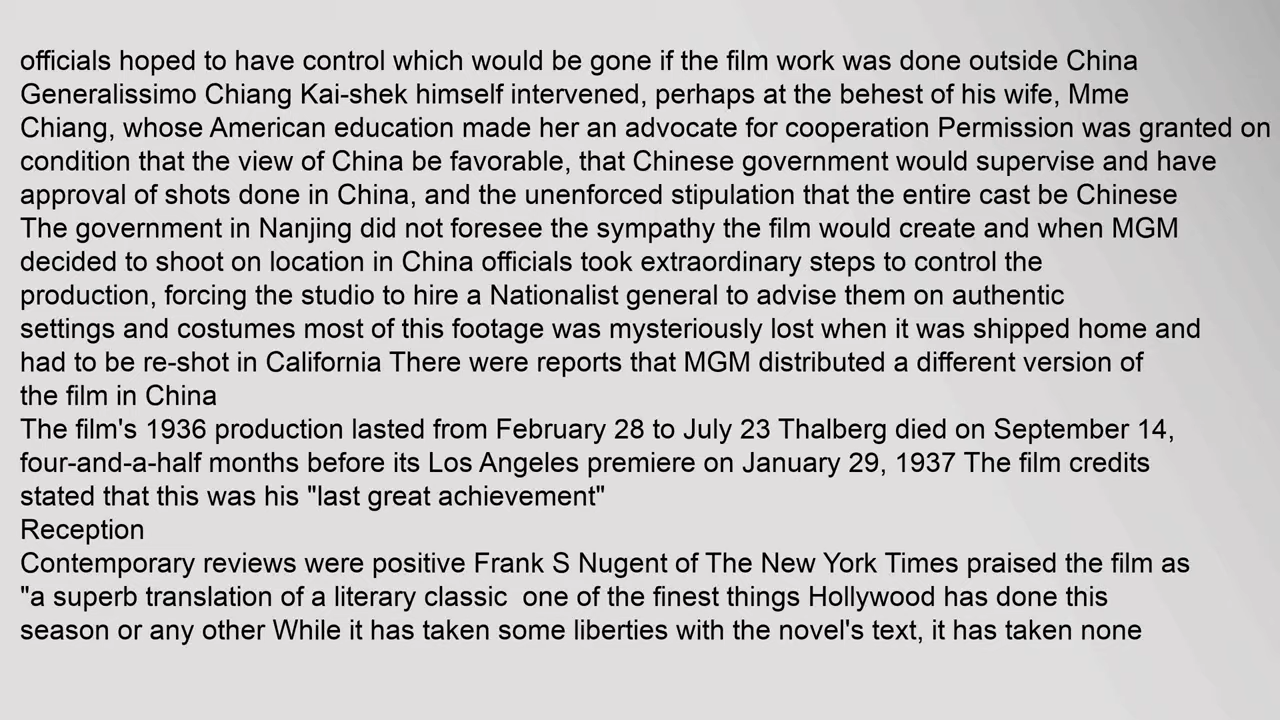 officials hoped to have control which would be gone if the film work was done outside China
Generalissimo Chiang Kai-shek himself intervened, perhaps at the behest of his wife, Mme
Chiang, whose American education made her an advocate for cooperation Permission was granted on
condition that the view of China be favorable, that Chinese government would supervise and have
approval of shots done in China, and the unenforced stipulation that the entire cast be Chinese
The government in Nanjing did not foresee the sympathy the film would create and when MGM
decided to shoot on location in China officials took extraordinary steps to control the
production, forcing the studio to hire a Nationalist general to advise them on authentic
settings and costumes most of this footage was mysteriously lost when it was shipped home and
had to be re-shot in California There were reports that MGM distributed a different version of
the film in China
The film's 1936 production lasted from February 28 to July 23 Thalberg died on September 14,
four-and-a-half months before its Los Angeles premiere on January 29, 1937 The film credits
stated that this was his "last great achievement"
Reception
Contemporary reviews were positive Frank S Nugent of The New York Times praised the film as
"a superb translation of a literary classic  one of the finest things Hollywood has done this
season or any other While it has taken some liberties with the novel's text, it has taken none